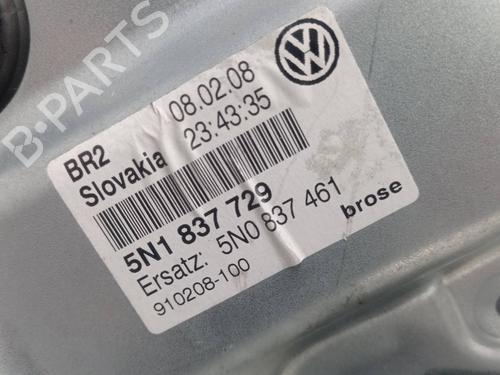 B-PARTS
BR2
08.02.08
Slovakia
23:43:35
5N1 837 729
Ersatz: 5N0 837 461
910208-100
brose